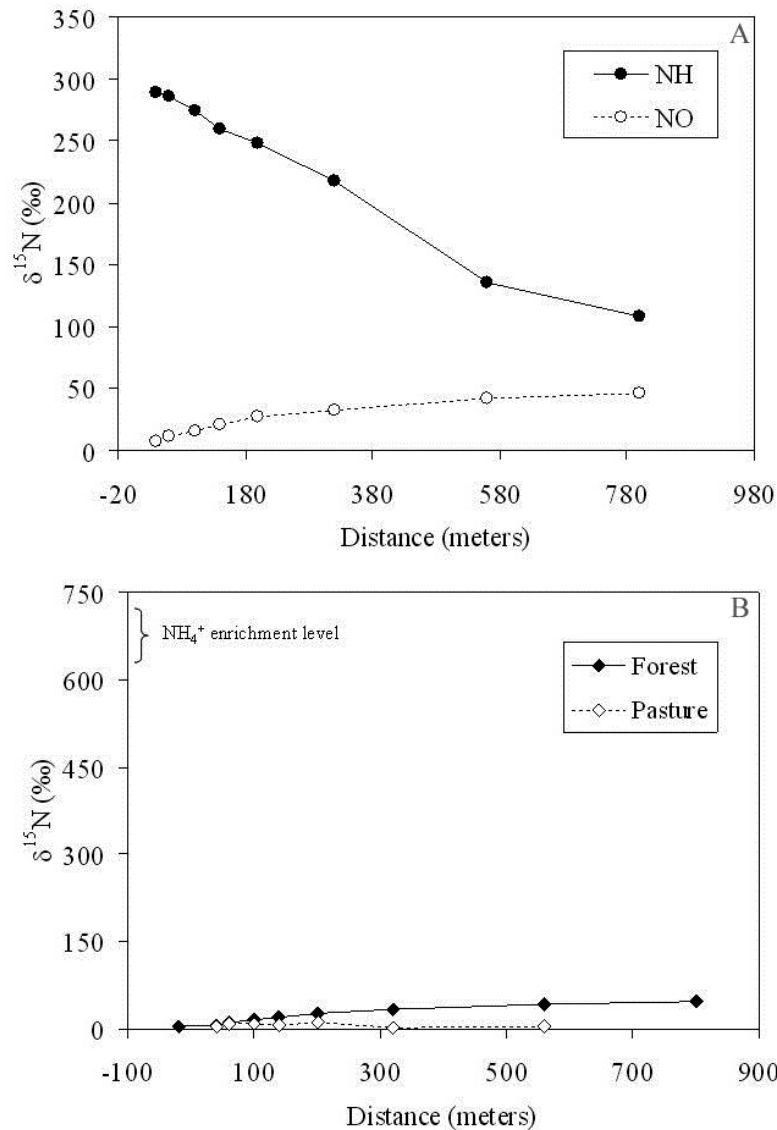 A
350
300
250
200
150
100
50
0
δ15N (‰)
NH
NO
-20 180 380 580 780 980
Distance (meters)
B
750
600
450
300
150
0
NH4+ enrichment level
δ15N (‰)
Forest
Pasture
-100 100 300 500 700 900
Distance (meters)